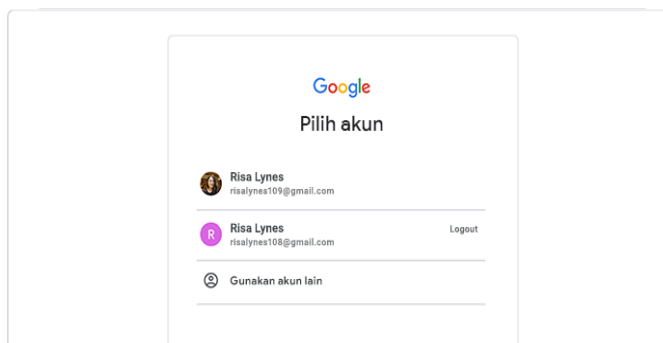 Google
Pilih akun
Risa Lynes
risalynes109@gmail.com
R
Risa Lynes
risalynes108@gmail.com
Logout
Gunakan akun lain